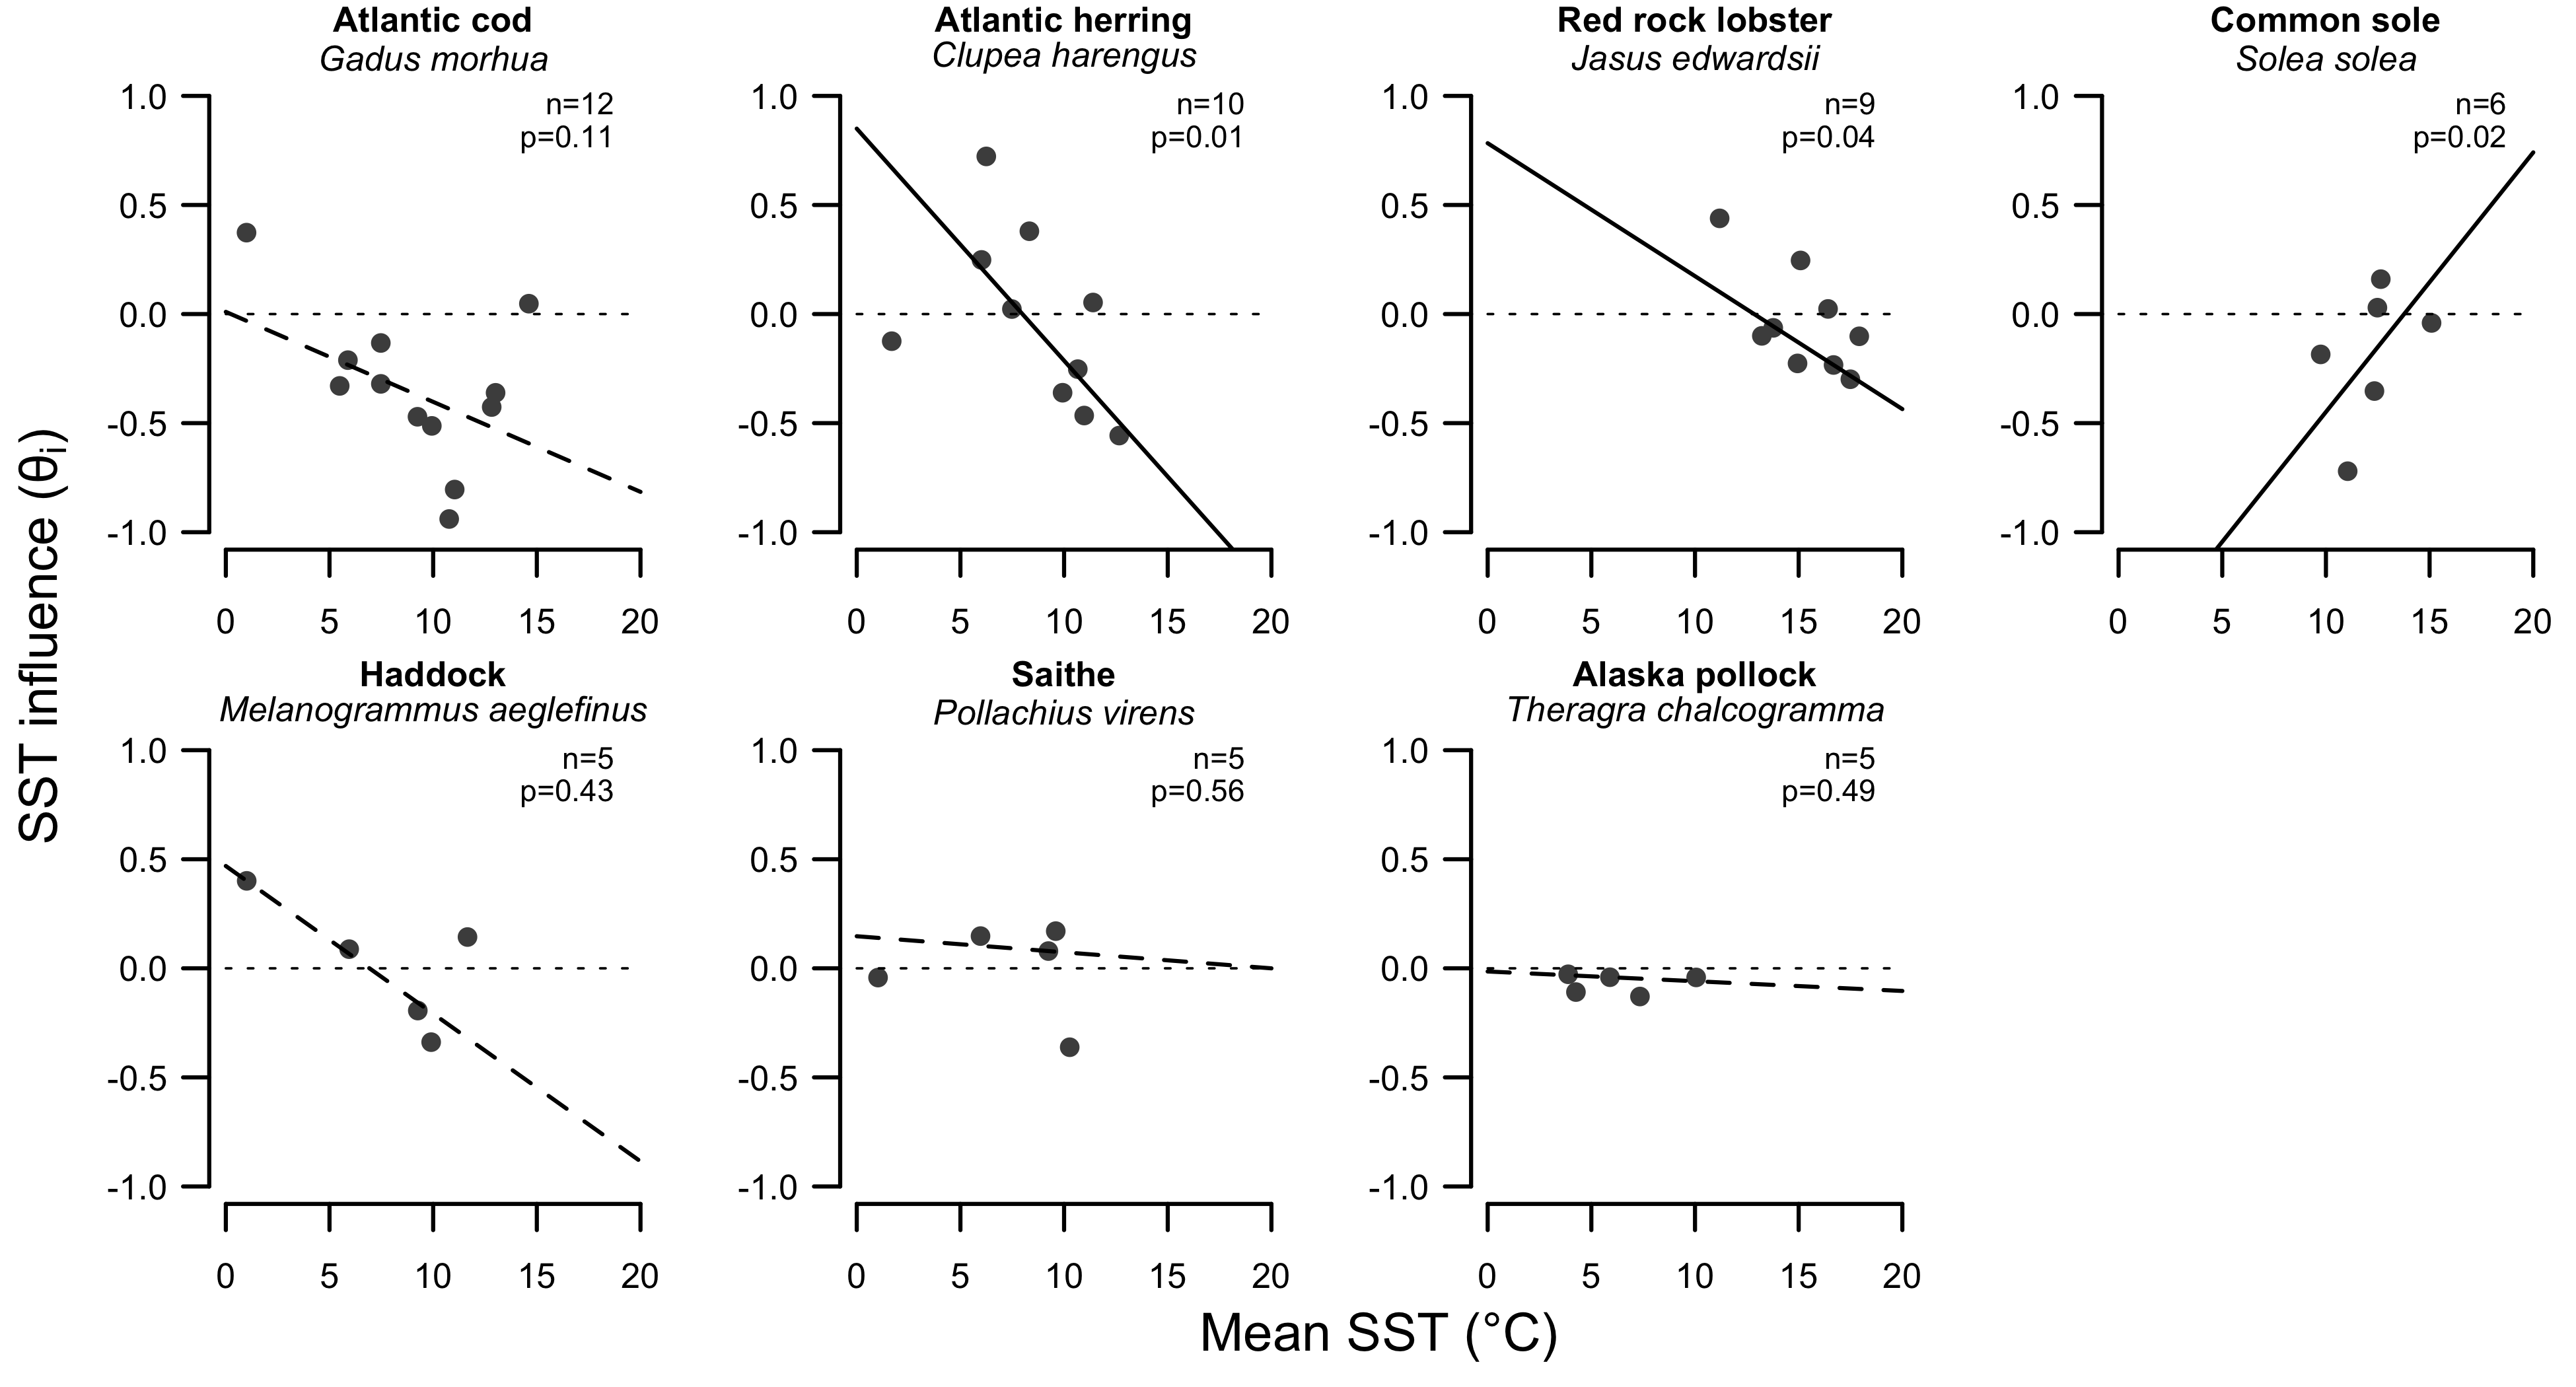 Atlantic cod
Gadus morhua
n=12
p=0.11
1.0
0.5
0.0
-0.5
-1.0
0 5 10 15 20
Atlantic herring
Clupea harengus
n=10
p=0.01
1.0
0.5
0.0
-0.5
-1.0
0 5 10 15 20
Red rock lobster
Jasus edwardsii
n=9
p=0.04
1.0
0.5
0.0
-0.5
-1.0
0 5 10 15 20
Common sole
Solea solea
n=6
p=0.02
1.0
0.5
0.0
-0.5
-1.0
0 5 10 15 20
Haddock
Melanogrammus aeglefinus
n=5
p=0.43
1.0
0.5
0.0
-0.5
-1.0
0 5 10 15 20
Saithe
Pollachius virens
n=5
p=0.56
1.0
0.5
0.0
-0.5
-1.0
0 5 10 15 20
Alaska pollock
Theragra chalcogramma
n=5
p=0.49
1.0
0.5
0.0
-0.5
-1.0
0 5 10 15 20
SST influence (θi)
Mean SST (°C)